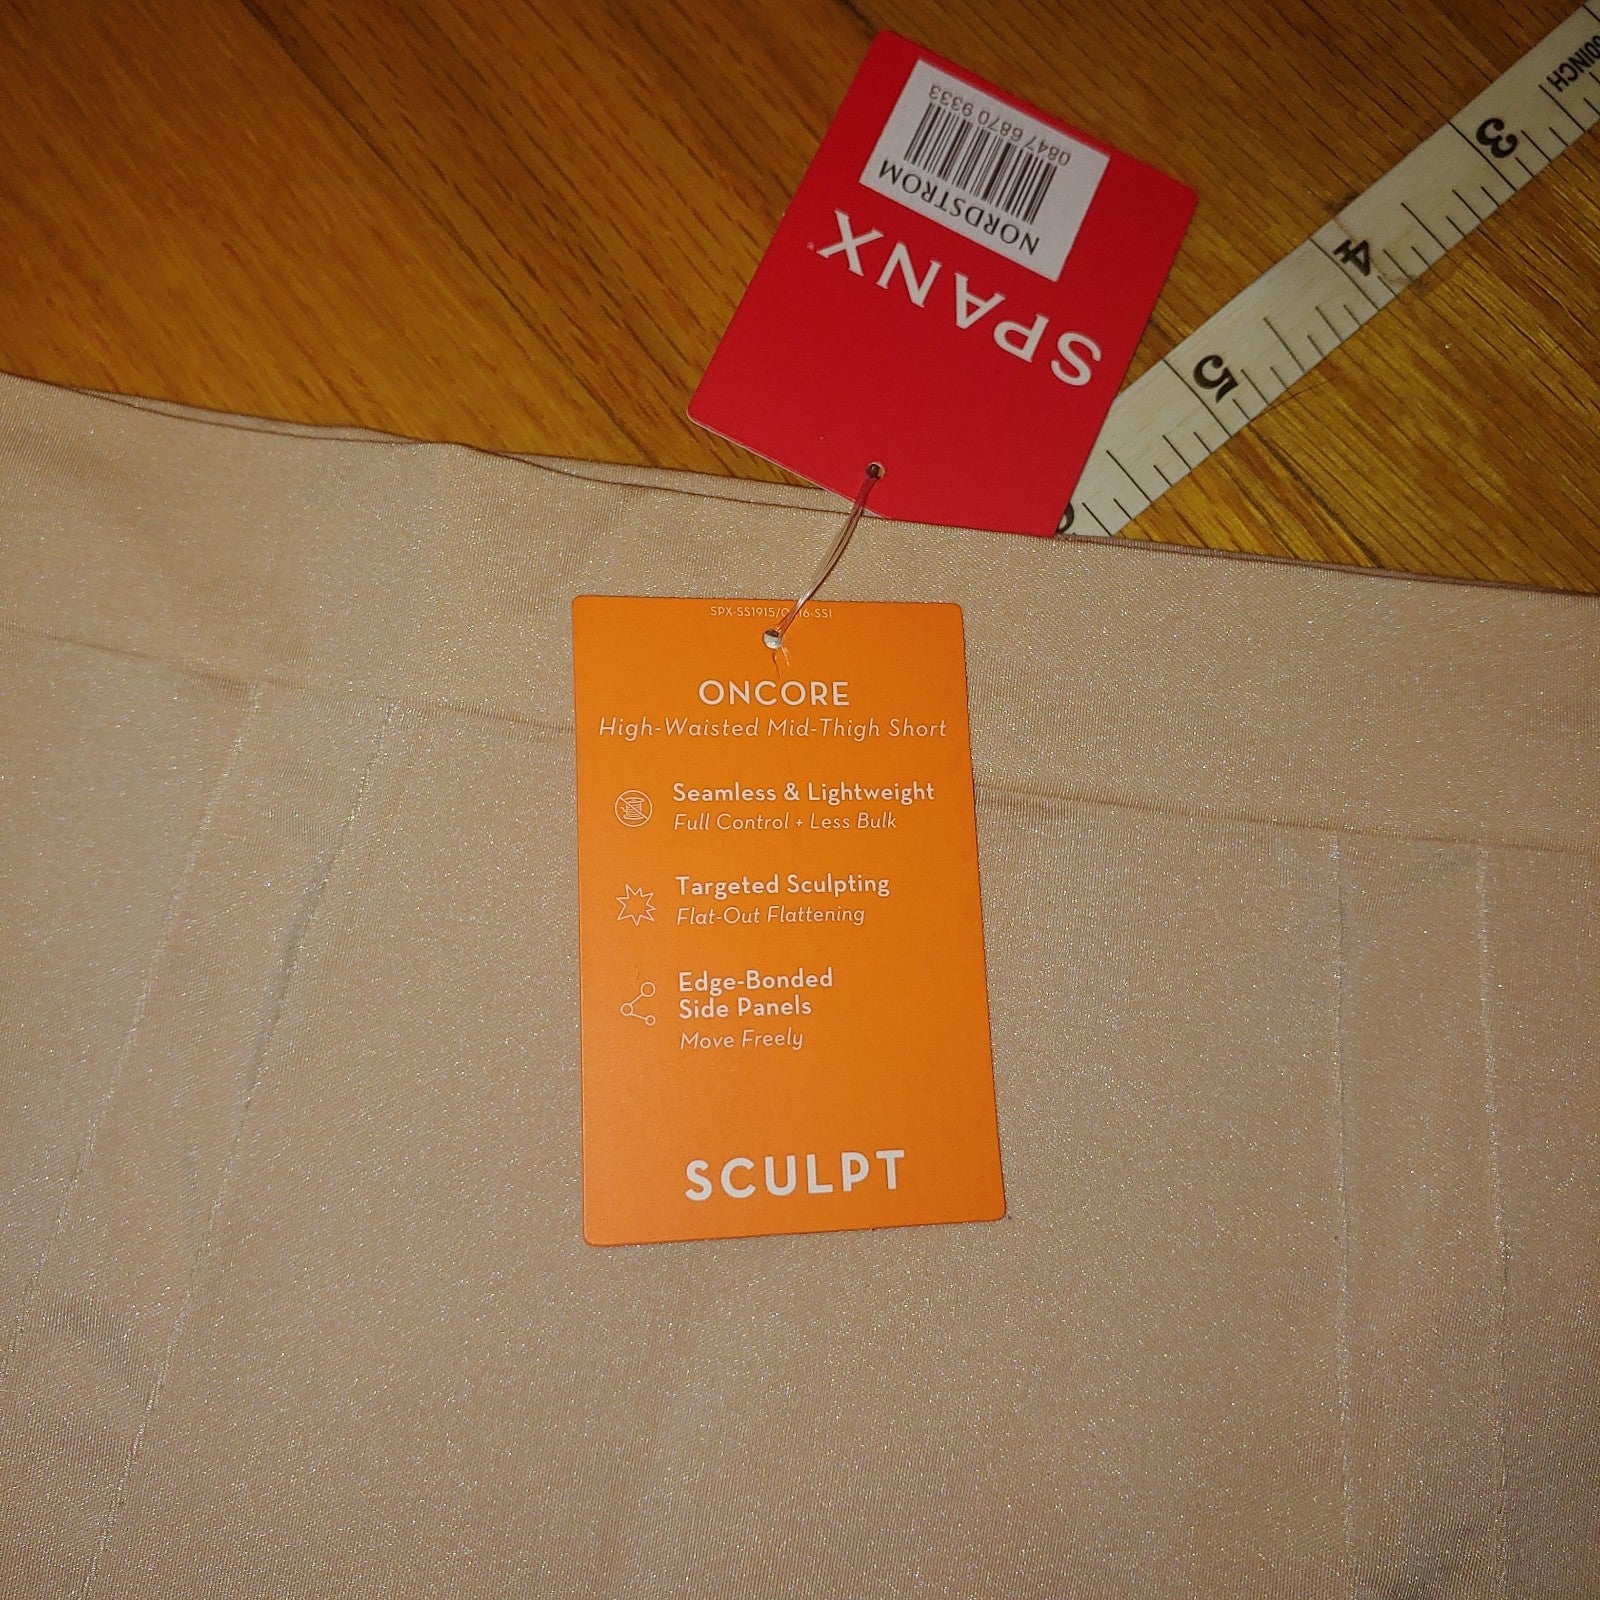 SPANX®
NORDSTROM
0847 6870 9333
ONCORE
High-Waisted Mid-Thigh Short
Seamless & Lightweight
Full Control + Less Bulk
Targeted Sculpting
Flat-Out Flattening
Edge-Bonded
Side Panels
Move Freely
SCULPT
3
4
5